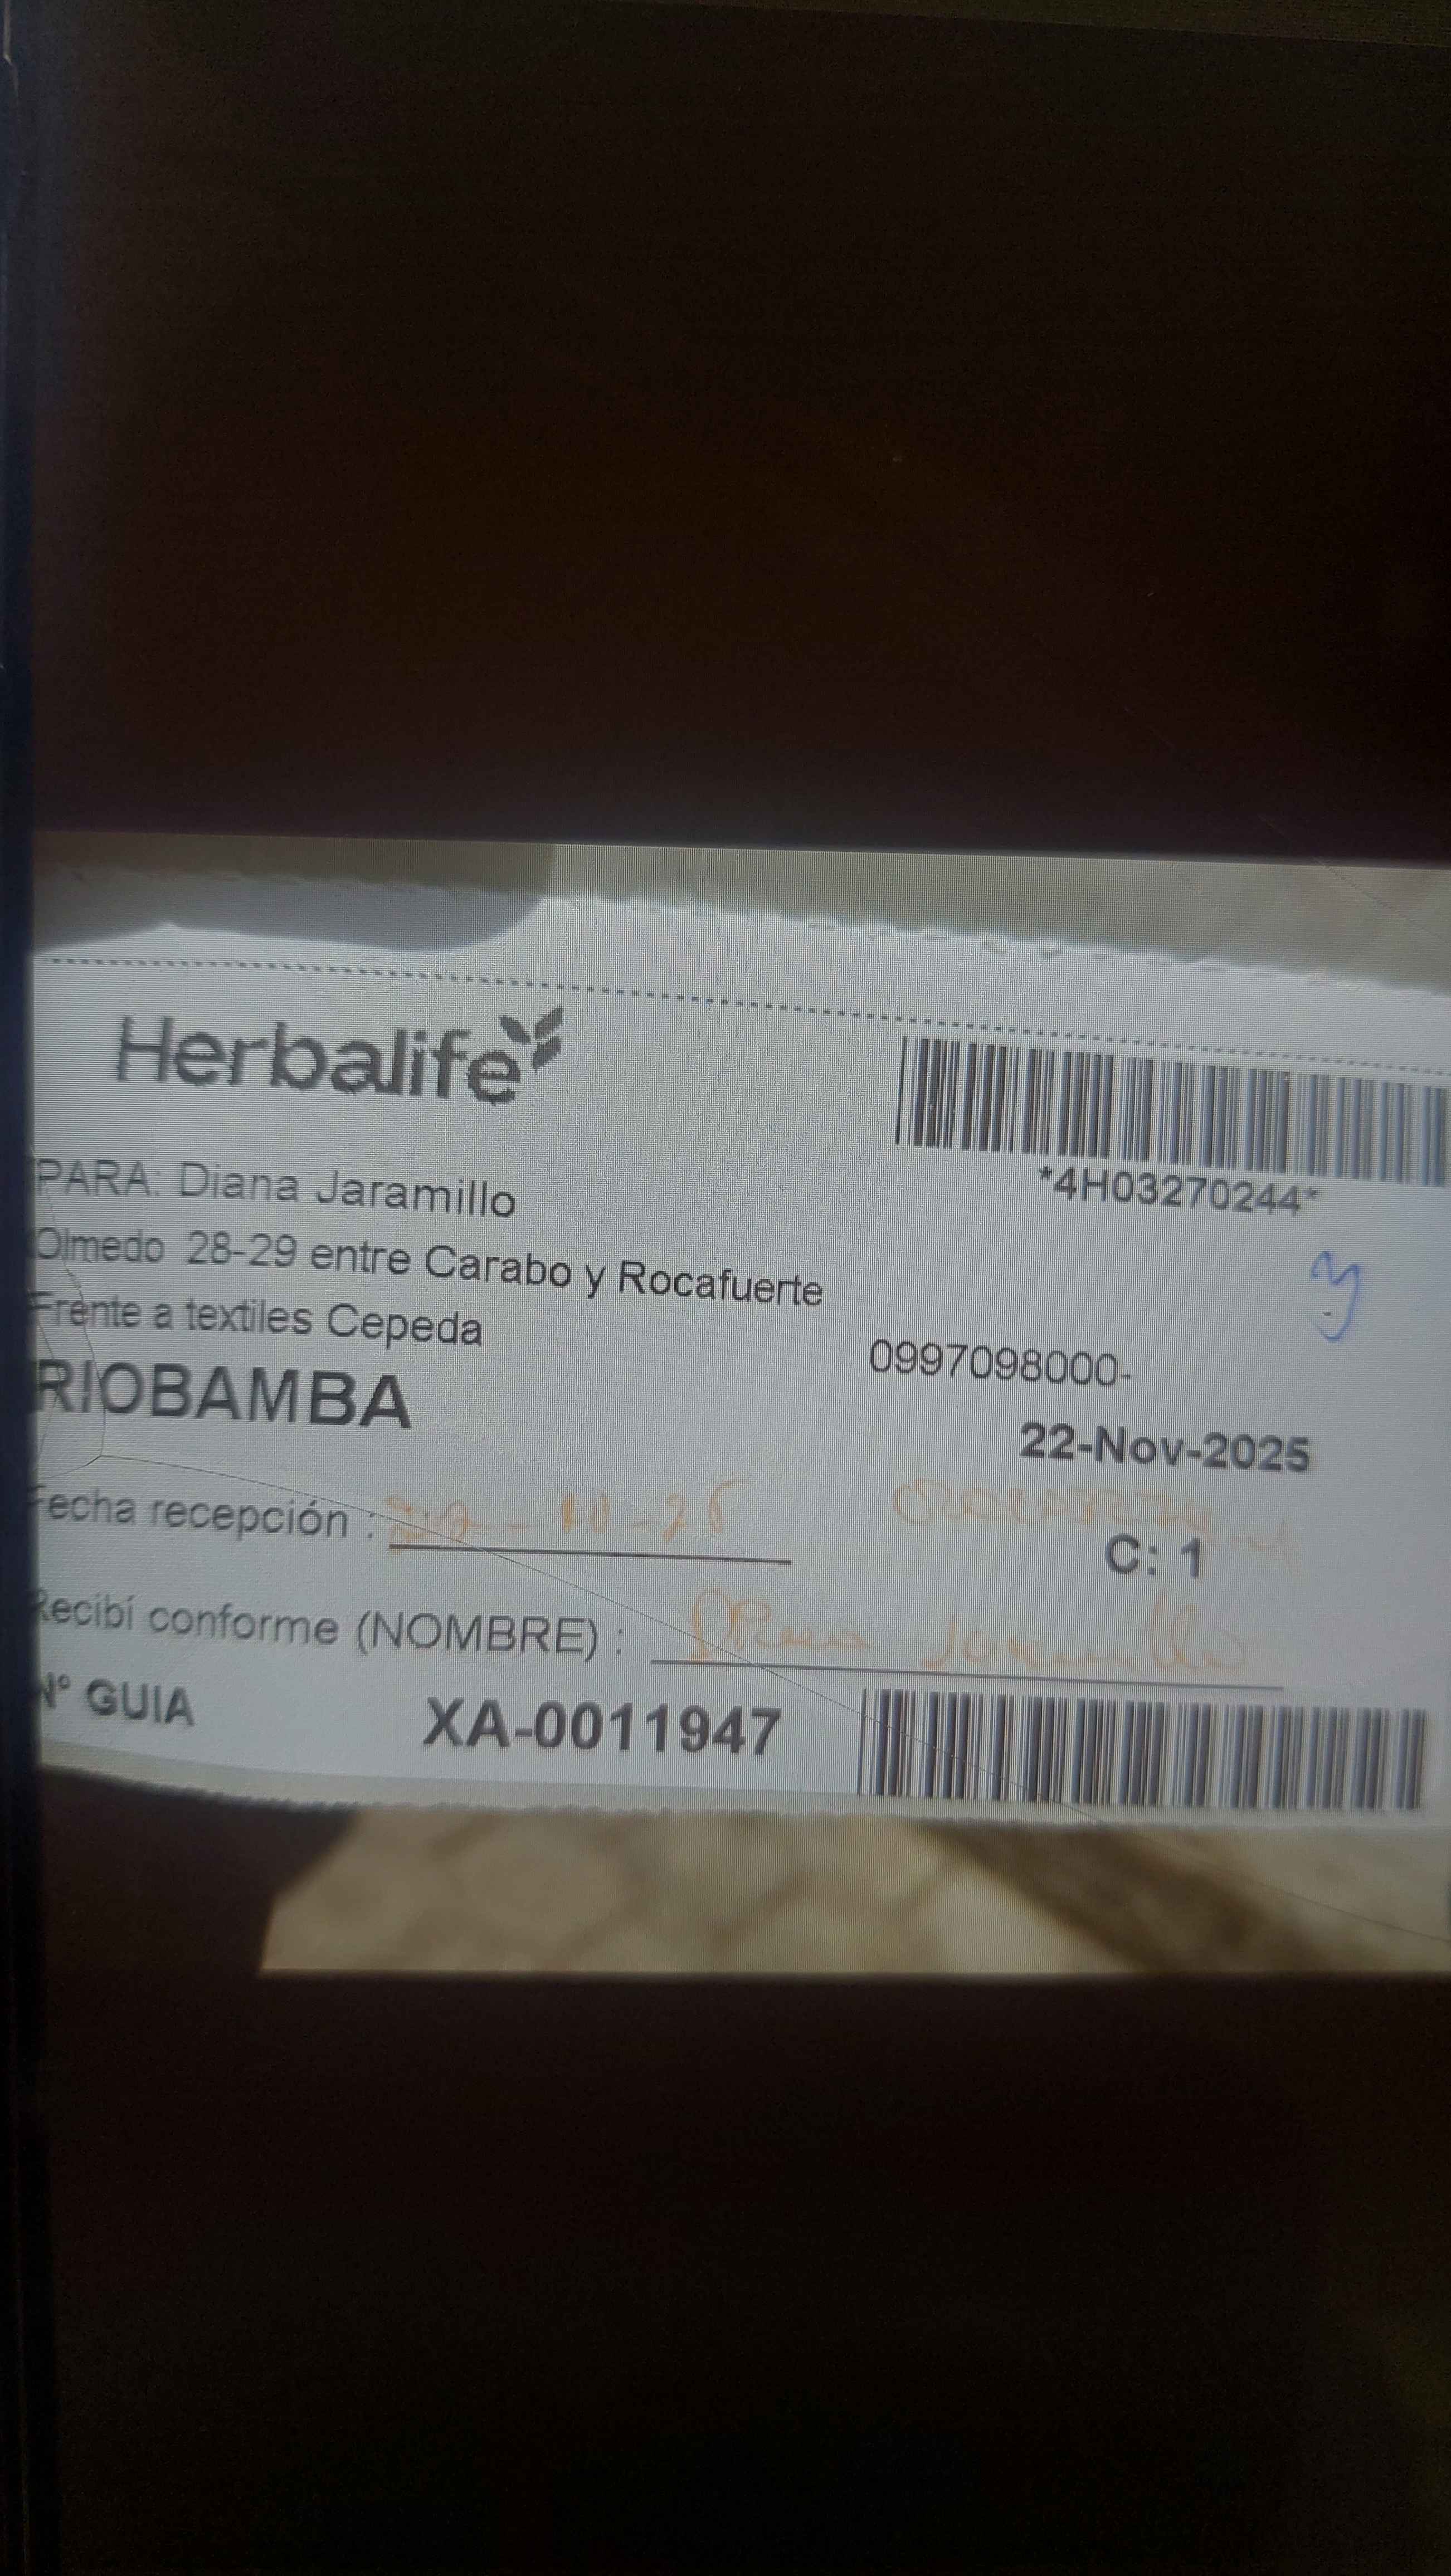 Herbalife
*4H03270244*
PARA: Diana Jaramillo
Olmedo 28-29 entre Carabo y Rocafuerte
Frente a textiles Cepeda
0997098000-
RIOBAMBA
22-Nov-2025
Fecha recepción :
C: 1
Recibí conforme (NOMBRE) : Jaramillo
Nº GUIA XA-0011947